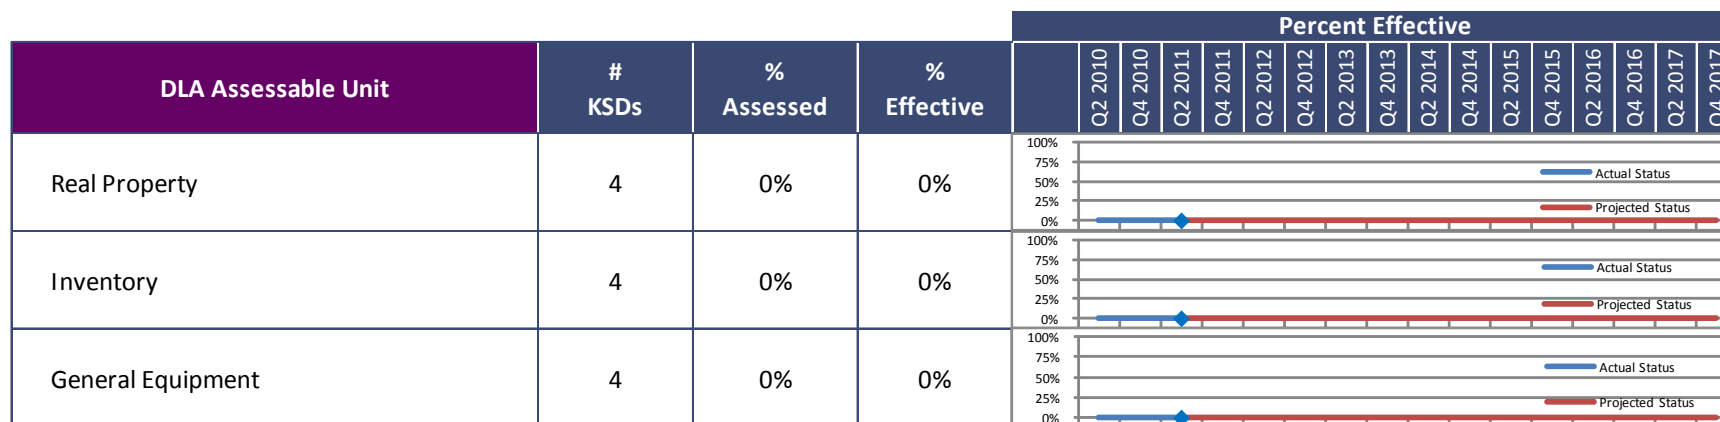 Percent Effective
DLA Assessable Unit
# KSDs
% Assessed
% Effective
Q2 2010
Q4 2010
Q2 2011
Q4 2011
Q2 2012
Q4 2012
Q2 2013
Q4 2013
Q2 2014
Q4 2014
Q2 2015
Q4 2015
Q2 2016
Q4 2016
Q2 2017
Q4 2017
Real Property
4
0%
0%
100%
75%
50%
25%
0%
Actual Status
Projected Status
Inventory
4
0%
0%
100%
75%
50%
25%
0%
Actual Status
Projected Status
General Equipment
4
0%
0%
100%
75%
50%
25%
0%
Actual Status
Projected Status